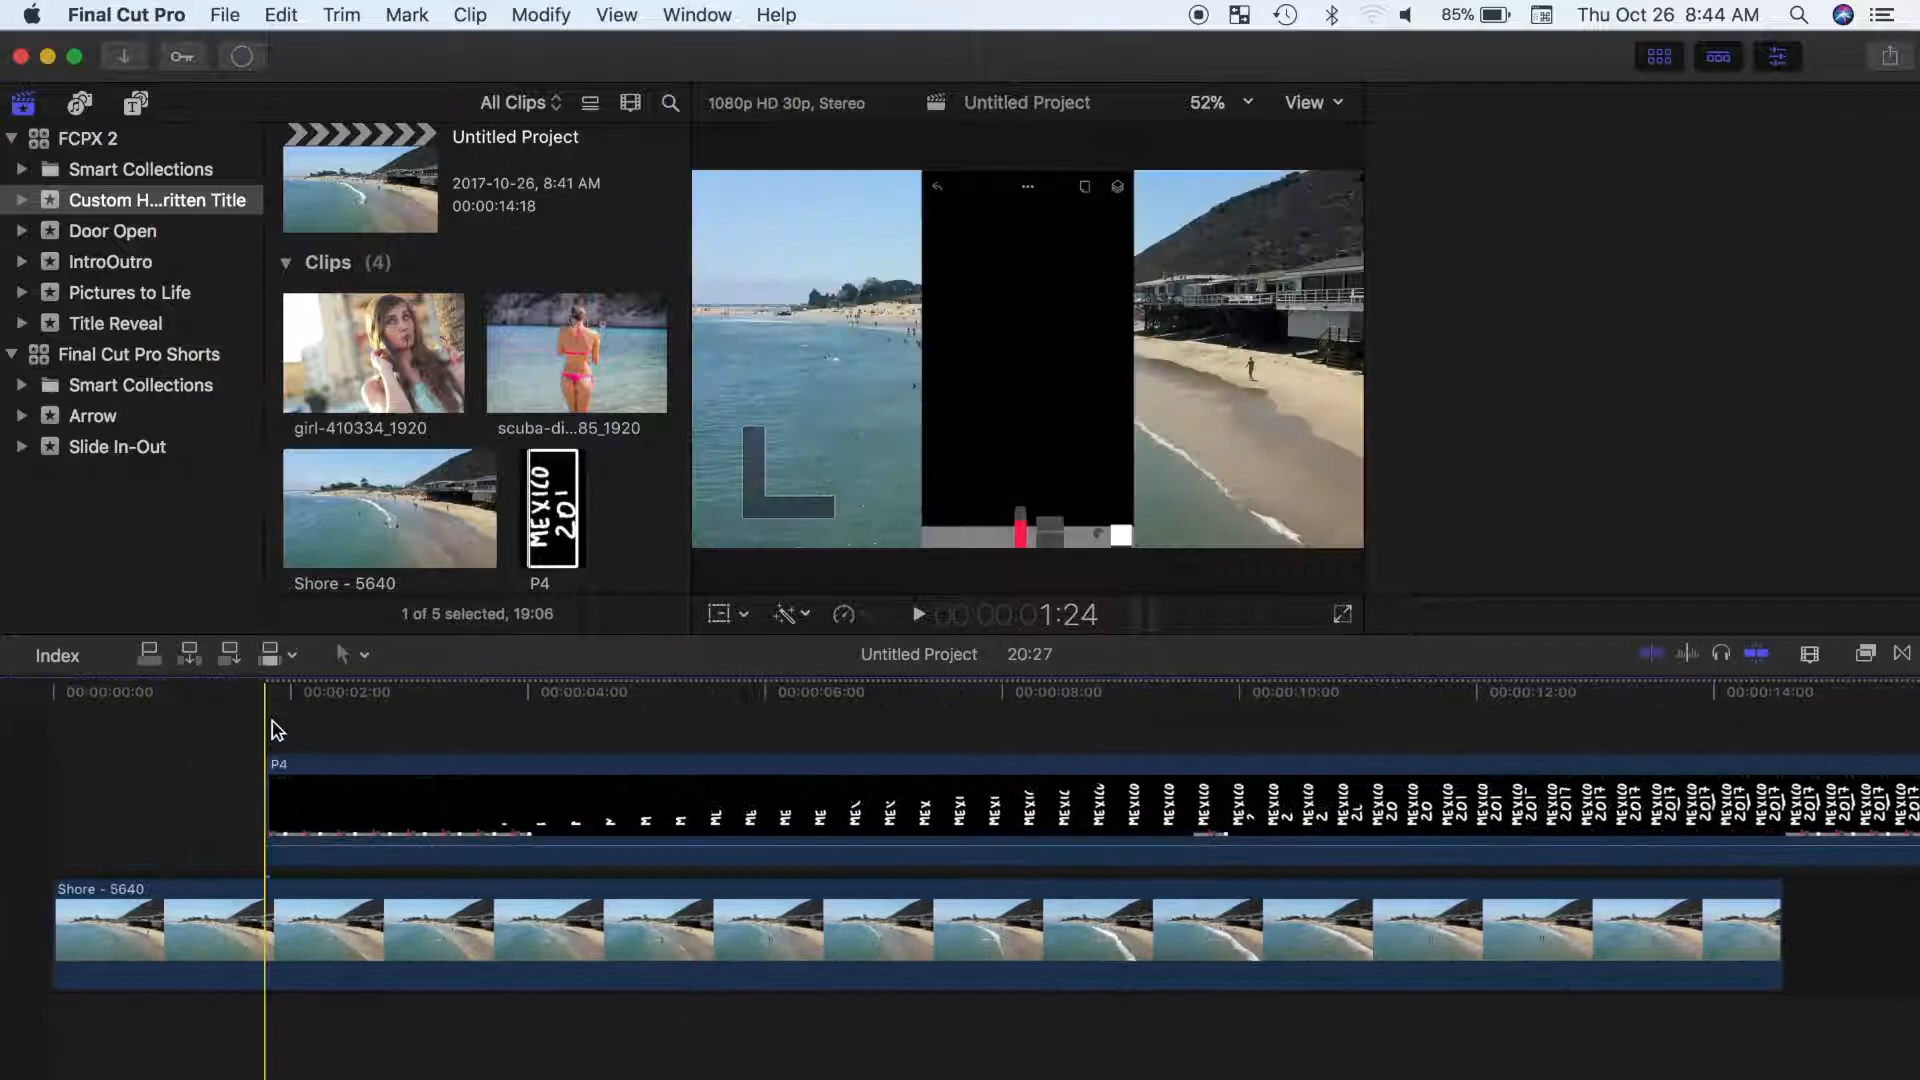 Final Cut Pro File Edit Trim Mark Clip Modify View Window Help 85% Thu Oct 26 8:44 AM
All Clips 1080p HD 30p, Stereo Untitled Project 52% View
FCPX 2
Smart Collections
Custom H...ritten Title
Door Open
IntroOutro
Pictures to Life
Title Reveal
Final Cut Pro Shorts
Smart Collections
Arrow
Slide In-Out
Untitled Project
2017-10-26, 8:41 AM
00:00:14:18
Clips (4)
girl-410334_1920 scuba-di...85_1920
MEXICO
201
Shore - 5640 P4
1 of 5 selected, 19:06
00:00:01:24
Index Untitled Project 20:27
00:00:00:00 00:00:02:00 00:00:04:00 00:00:06:00 00:00:08:00 00:00:10:00 00:00:12:00 00:00:14:00
P4
Shore - 5640